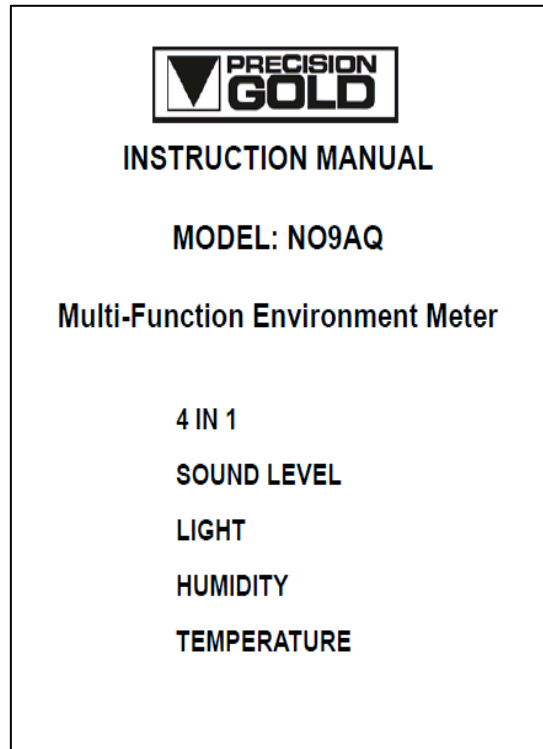 PRECISION
GOLD
INSTRUCTION MANUAL
MODEL: NO9AQ
Multi-Function Environment Meter
4 IN 1
SOUND LEVEL
LIGHT
HUMIDITY
TEMPERATURE